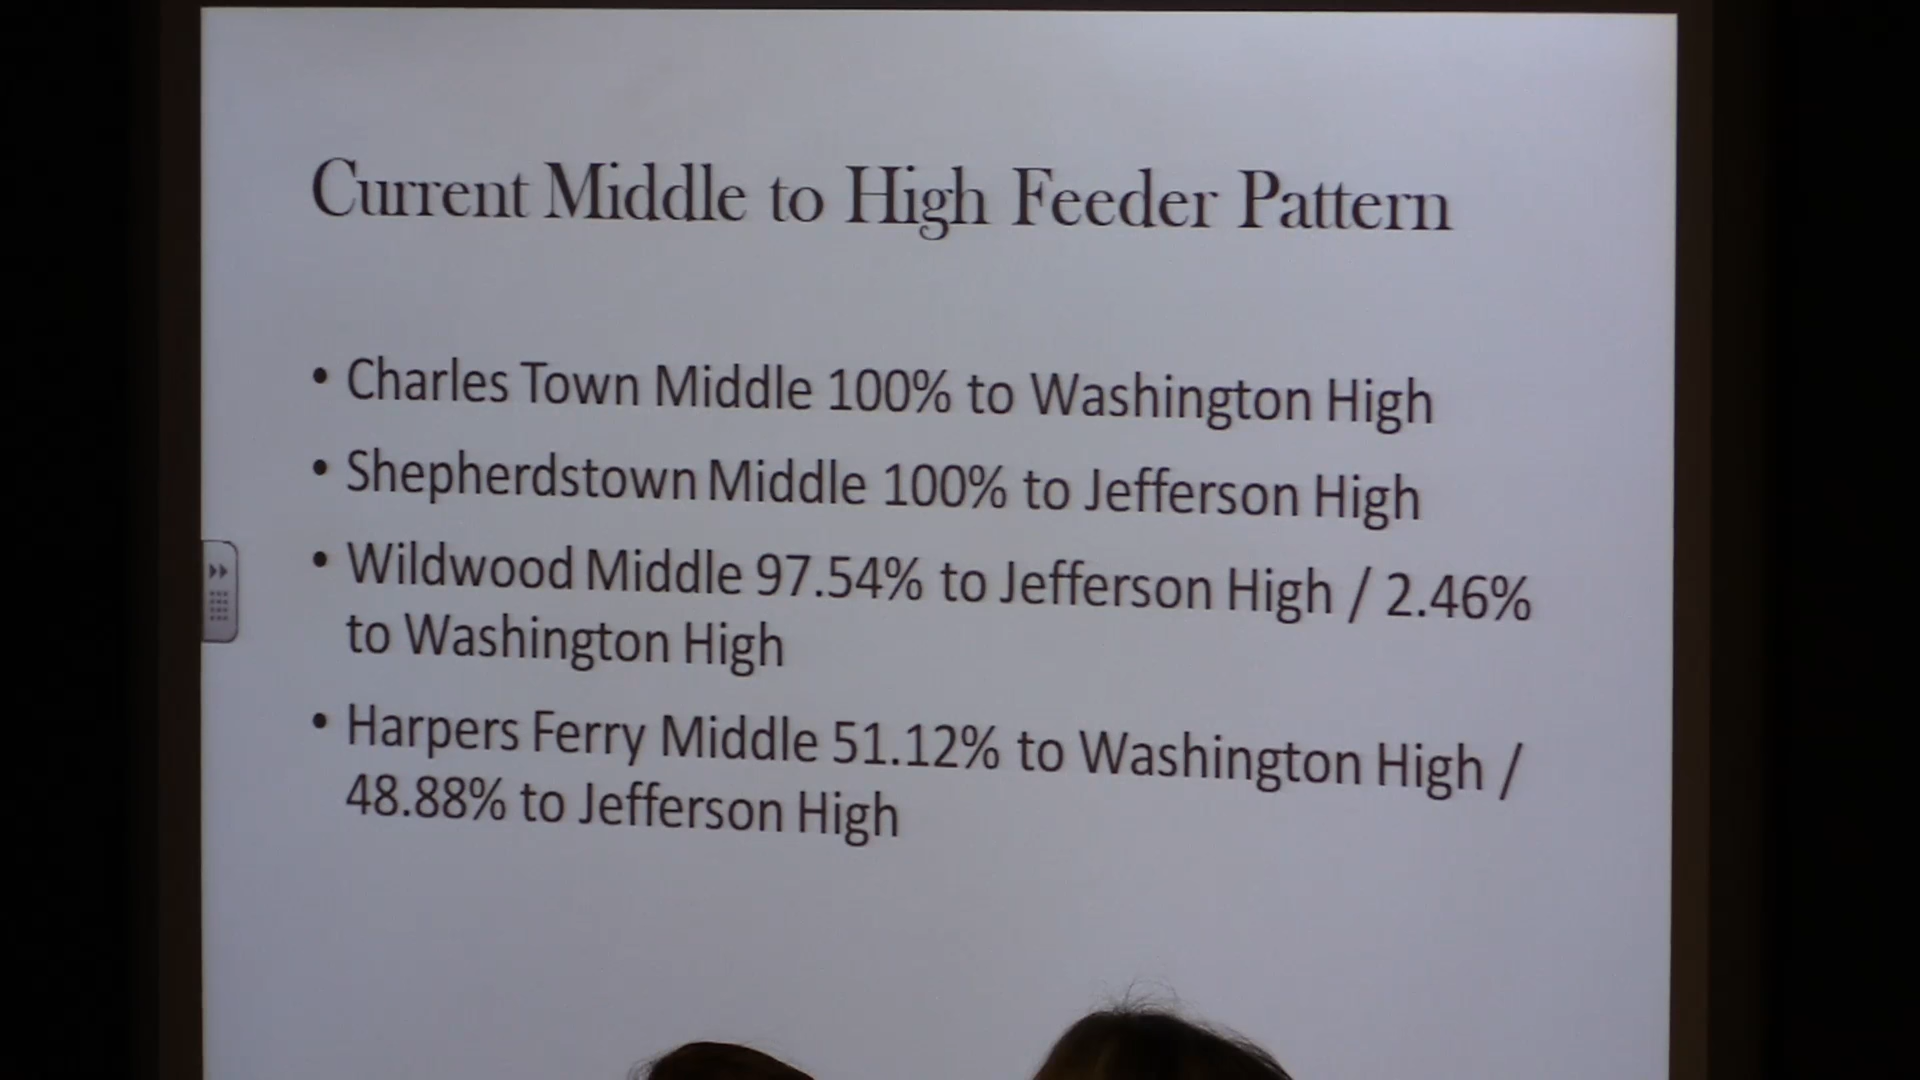 Current Middle to High Feeder Pattern
• Charles Town Middle 100% to Washington High
• Shepherdstown Middle 100% to Jefferson High
• Wildwood Middle 97.54% to Jefferson High / 2.46%
to Washington High
• Harpers Ferry Middle 51.12% to Washington High /
48.88% to Jefferson High